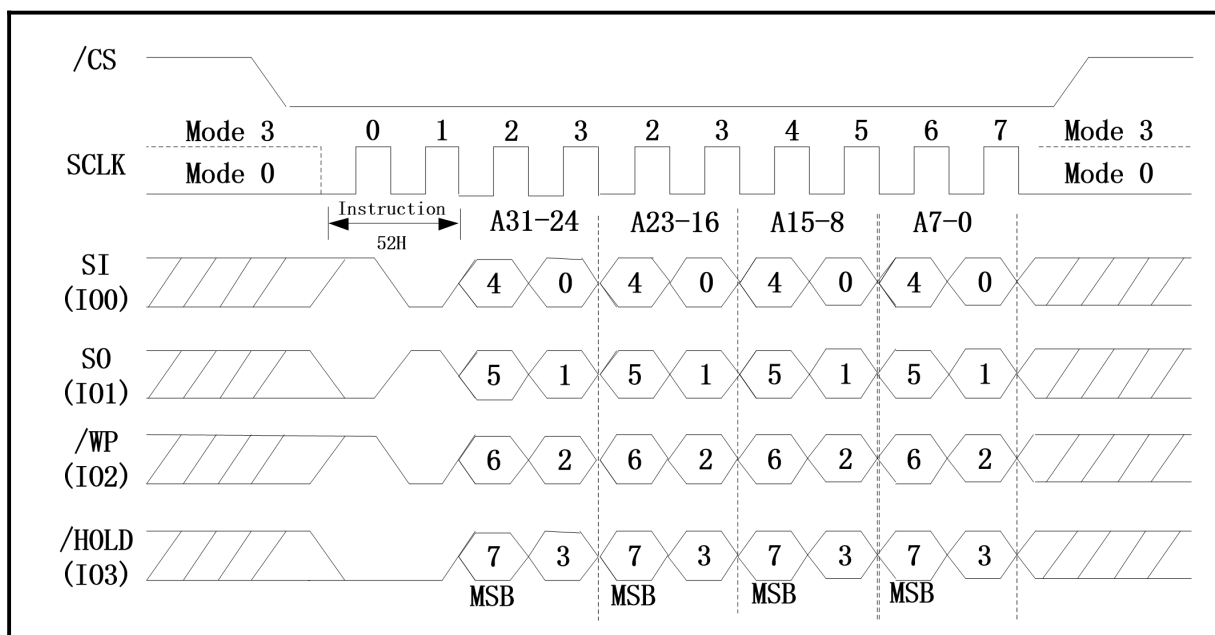 /CS
Mode 3 0 1 2 3 2 3 4 5 6 7 Mode 3
SCLK
Mode 0 Mode 0
Instruction
52H
A31-24 A23-16 A15-8 A7-0
SI
(IO0)
4 0 4 0 4 0 4 0
SO
(IO1)
5 1 5 1 5 1 5 1
/WP
(IO2)
6 2 6 2 6 2 6 2
/HOLD
(IO3)
7 3 7 3 7 3 7 3
MSB MSB MSB MSB